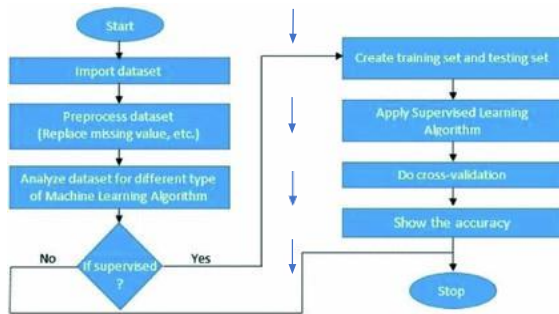 Start
Import dataset
Preprocess dataset
(Replace missing value, etc.)
Analyze dataset for different type
of Machine Learning Algorithm
No
If supervised
?
Yes
Create training set and testing set
Apply Supervised Learning
Algorithm
Do cross-validation
Show the accuracy
Stop